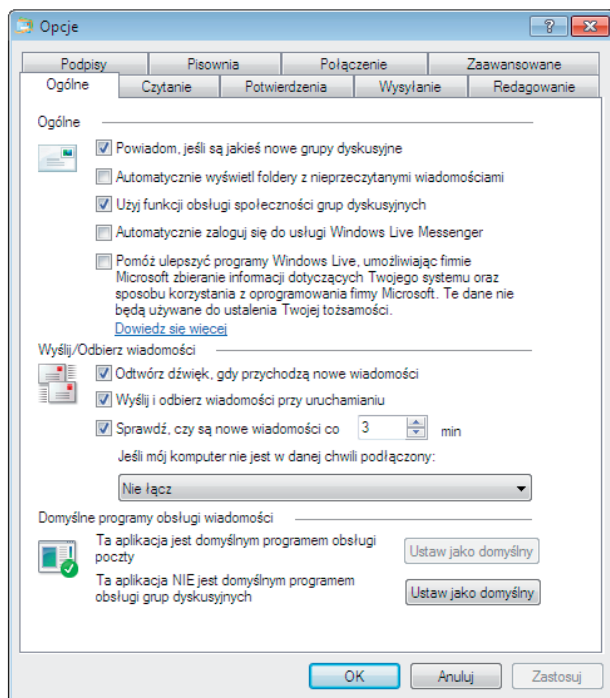 Opcje
Podpisy Pisownia Połączenie Zaawansowane
Ogólne Czytanie Potwierdzenia Wysyłanie Redagowanie
Ogólne
Powiadom, jeśli są jakieś nowe grupy dyskusyjne
Automatycznie wyświetl foldery z nieprzeczytanymi wiadomościami
Użyj funkcji obsługi społeczności grup dyskusyjnych
Automatycznie zaloguj się do usługi Windows Live Messenger
Pomóż ulepszyć programy Windows Live, umożliwiając firmie
Microsoft zbieranie informacji dotyczących Twojego systemu oraz
sposobu korzystania z oprogramowania firmy Microsoft. Te dane nie
będą używane do ustalenia Twojej tożsamości.
Dowiedz się więcej
Wyślij/Odbierz wiadomości
Odtwórz dźwięk, gdy przychodzą nowe wiadomości
Wyślij i odbierz wiadomości przy uruchamianiu
Sprawdź, czy są nowe wiadomości co 3 min
Jeśli mój komputer nie jest w danej chwili podłączony:
Nie łącz
Domyślne programy obsługi wiadomości
Ta aplikacja jest domyślnym programem obsługi
poczty
Ustaw jako domyślny
Ta aplikacja NIE jest domyślnym programem
obsługi grup dyskusyjnych
Ustaw jako domyślny
OK Anuluj Zastosuj